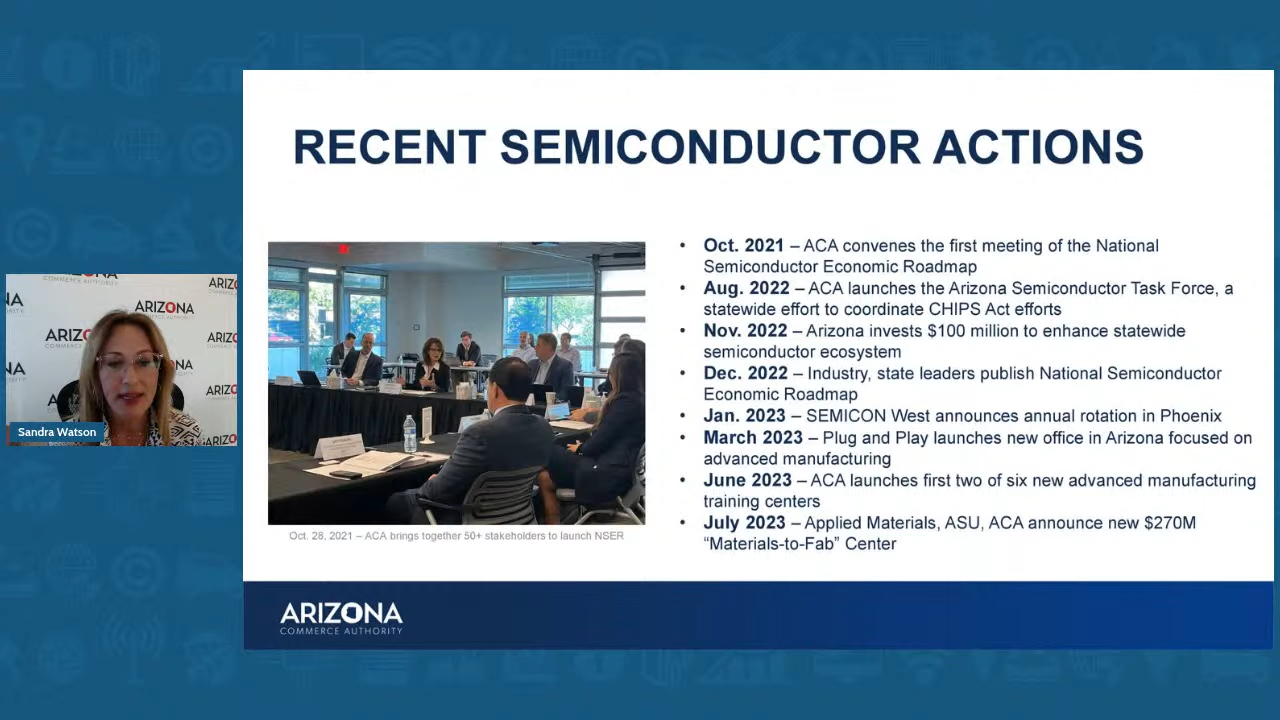 RECENT SEMICONDUCTOR ACTIONS
• Oct. 2021 – ACA convenes the first meeting of the National
Semiconductor Economic Roadmap
• Aug. 2022 – ACA launches the Arizona Semiconductor Task Force, a
statewide effort to coordinate CHIPS Act efforts
• Nov. 2022 – Arizona invests $100 million to enhance statewide
semiconductor ecosystem
• Dec. 2022 – Industry, state leaders publish National Semiconductor
Economic Roadmap
• Jan. 2023 – SEMICON West announces annual rotation in Phoenix
• March 2023 – Plug and Play launches new office in Arizona focused on
advanced manufacturing
• June 2023 – ACA launches first two of six new advanced manufacturing
training centers
• July 2023 – Applied Materials, ASU, ACA announce new $270M
“Materials-to-Fab” Center
Oct. 28, 2021 – ACA brings together 50+ stakeholders to launch NSER
ARIZONA
COMMERCE AUTHORITY
ARIZONA
COMMERCE AUTHORITY
Sandra Watson